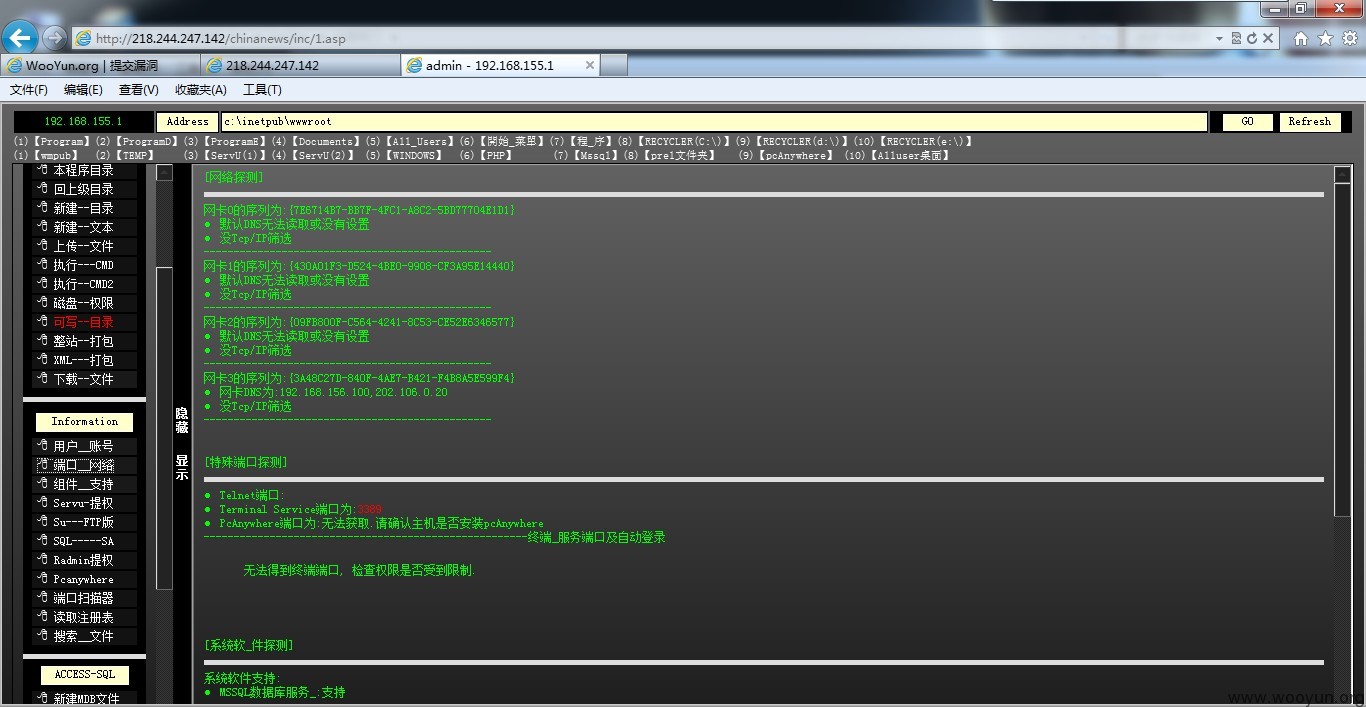 http://218.244.247.142/chinanews/inc/1.asp
WooYun.org | 提交漏洞
218.244.247.142
admin - 192.168.155.1
文件(F) 编辑(E) 查看(V) 收藏夹(A) 工具(T)
192.168.155.1 Address c:\inetpub\wwwroot GO Refresh
(1)【Program】(2)【ProgramD】(3)【ProgramE】(4)【Documents】(5)【All_Users】(6)【開始_菜單】(7)【程_序】(8)【RECYCLER(C:\)】(9)【RECYCLER(d:\)】(10)【RECYCLER(e:\)】
(1)【wmpub】 (2)【TEMP】 (3)【ServU(1)】(4)【ServU(2)】 (5)【WINDOWS】 (6)【PHP】 (7)【Mssql】(8)【prel文件夹】 (9)【pcAnywhere】 (10)【Alluser桌面】
本程序目录
回上级目录
新建--目录
新建--文本
上传--文件
执行---CMD
执行--CMD2
磁盘--权限
可写--目录
整站--打包
XML---打包
下载--文件
Information
用户__账号
端口__网络
组件__支持
Servu-提权
Su---FTP版
SQL-----SA
Radmin提权
Pcanywhere
端口扫描器
读取注册表
搜索__文件
ACCESS-SQL
新建MDB文件
隐藏
显示
[网络探测]
网卡0的序列为:{7E6714B7-BB7F-4FC1-A8C2-5BD77704E1D1}
● 默认DNS无法读取或没有设置
● 没Tcp/IP筛选
------------------------------------------------
网卡1的序列为:{430A01F3-D524-4BE0-9908-CF3A95E14440}
● 默认DNS无法读取或没有设置
● 没Tcp/IP筛选
------------------------------------------------
网卡2的序列为:{09FB800F-C564-4241-8C53-CE52E6346577}
● 默认DNS无法读取或没有设置
● 没Tcp/IP筛选
------------------------------------------------
网卡3的序列为:{3A48C27D-840F-4AE7-B421-F4B8A5E599F4}
● 网卡DNS为:192.168.156.100,202.106.0.20
● 没Tcp/IP筛选
------------------------------------------------
[特殊端口探测]
● Telnet端口:
● Terminal Service端口为:3389
● PcAnywhere端口为:无法获取.请确认主机是否安装pcAnywhere
------------------------------------------------------终端_服务端口及自动登录
无法得到终端端口, 检查权限是否受到限制.
[系统软_件探测]
系统软件支持:
● MSSQL数据库服务_:支持
www.wooyun.org